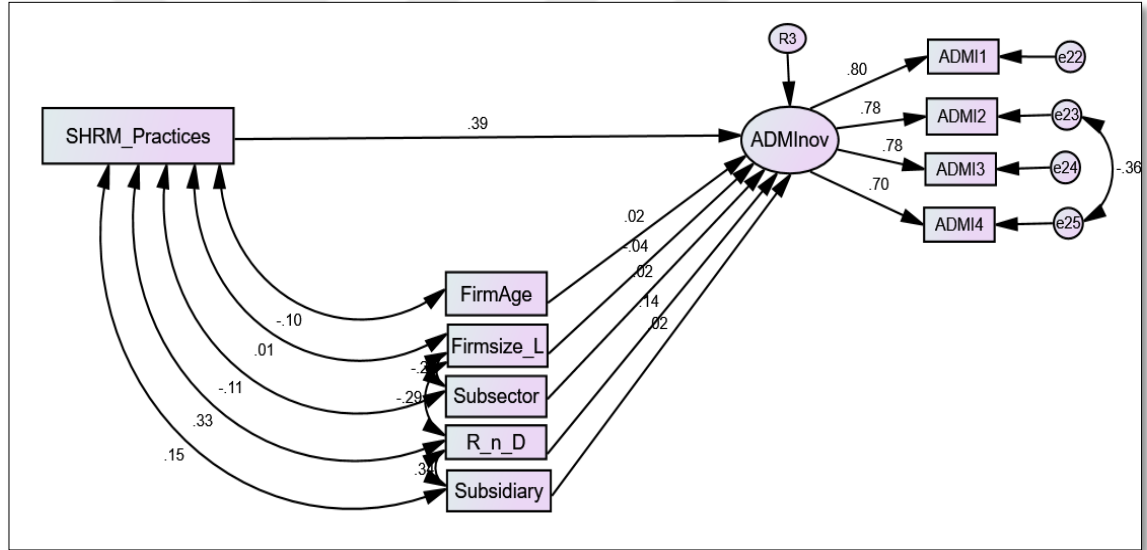 R3
SHRM_Practices
.39
ADMInov
.80
ADMI1
e22
.78
ADMI2
e23
.78
ADMI3
e24
-.36
.70
ADMI4
e25
.02
-.04
.02
.14
.02
FirmAge
Firmsize_L
Subsector
R_n_D
Subsidiary
-.10
.01
-.11
.33
.15
-.29